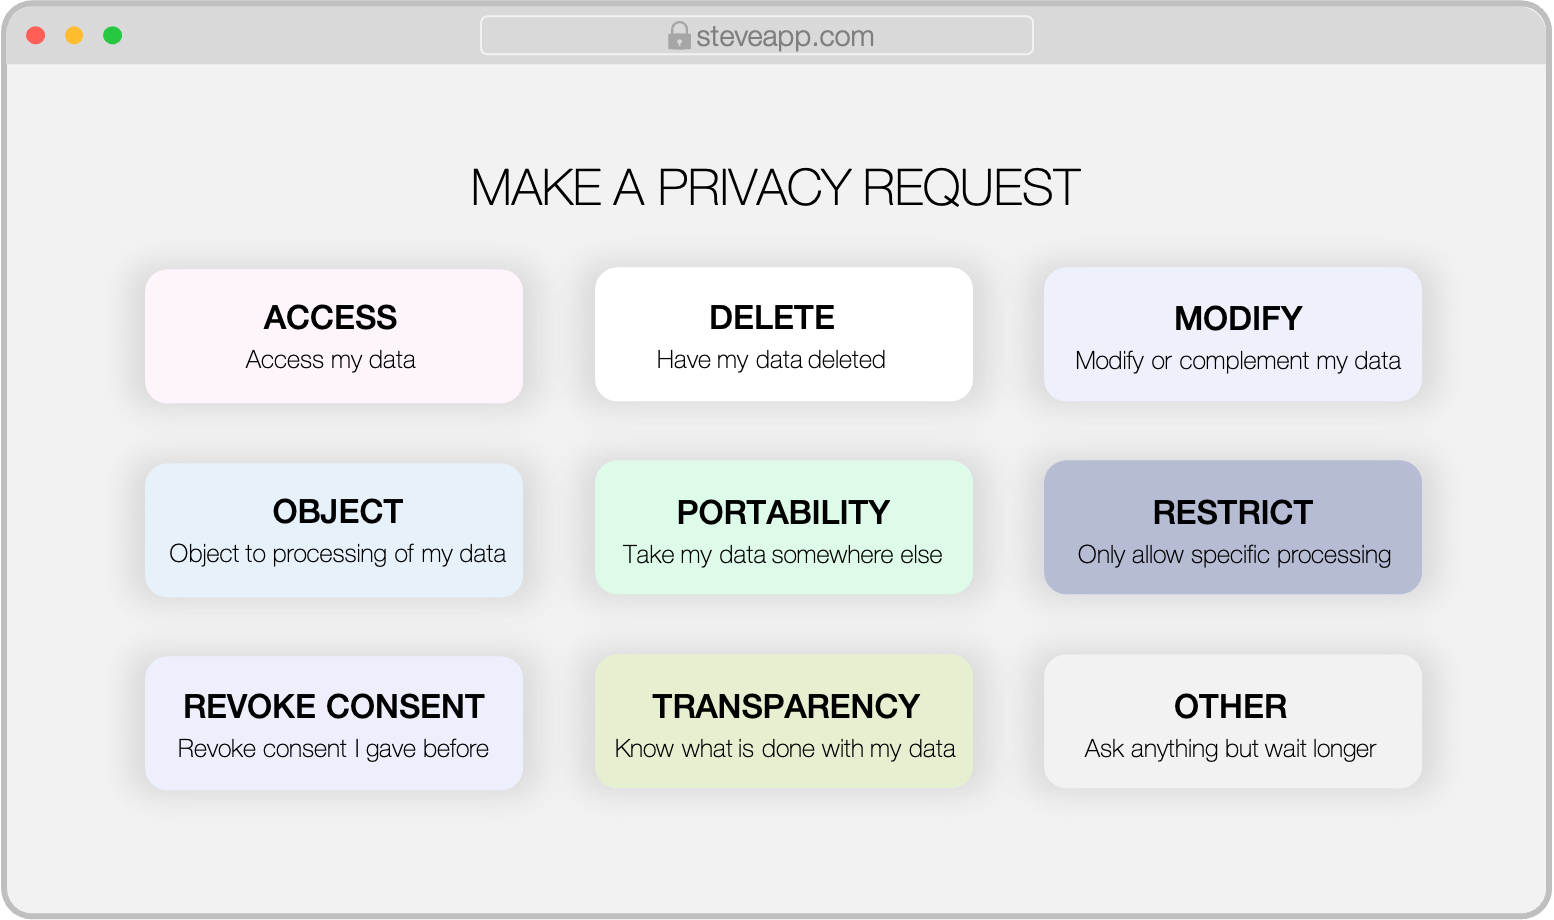 steveapp.com
MAKE A PRIVACY REQUEST
ACCESS
Access my data
DELETE
Have my data deleted
MODIFY
Modify or complement my data
OBJECT
Object to processing of my data
PORTABILITY
Take my data somewhere else
RESTRICT
Only allow specific processing
REVOKE CONSENT
Revoke consent I gave before
TRANSPARENCY
Know what is done with my data
OTHER
Ask anything but wait longer